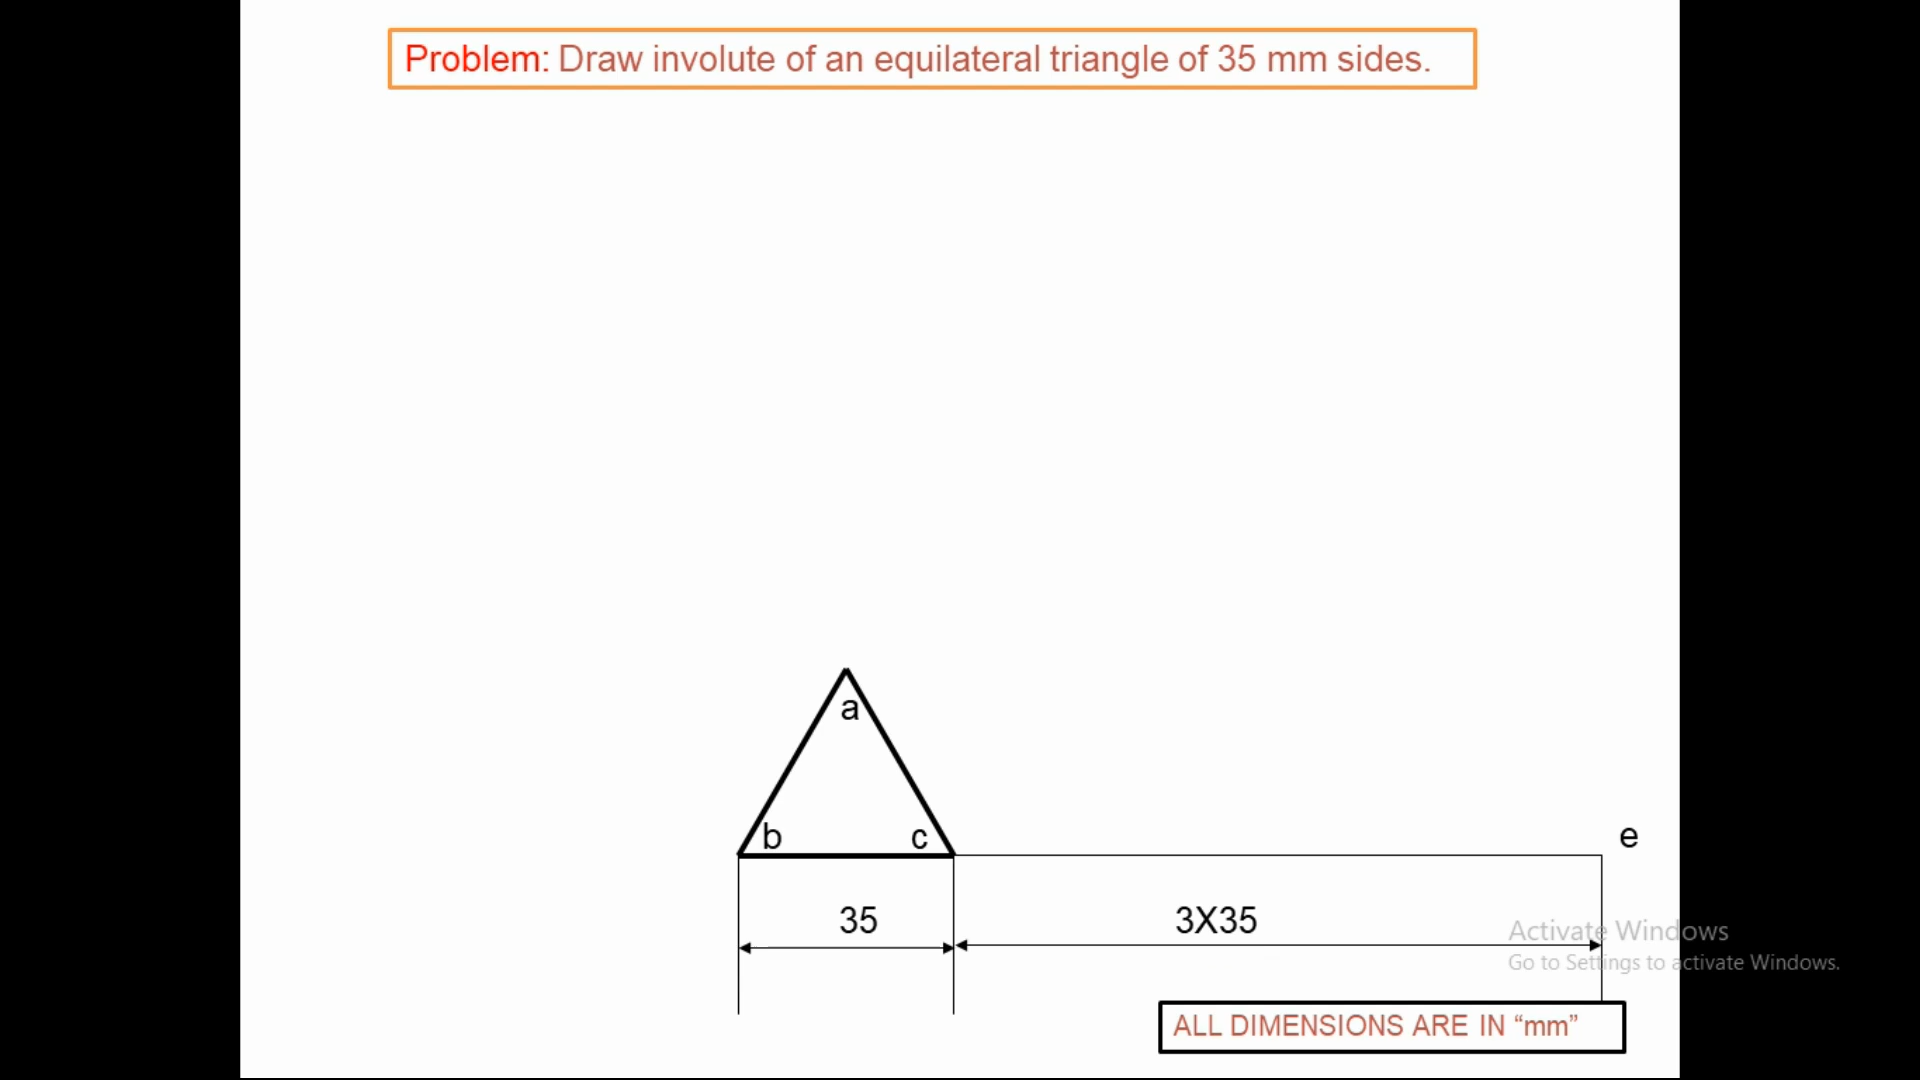 Problem: Draw involute of an equilateral triangle of 35 mm sides.
a
b
c
e
35
3X35
Activate Windows
Go to Settings to activate Windows.
ALL DIMENSIONS ARE IN “mm”